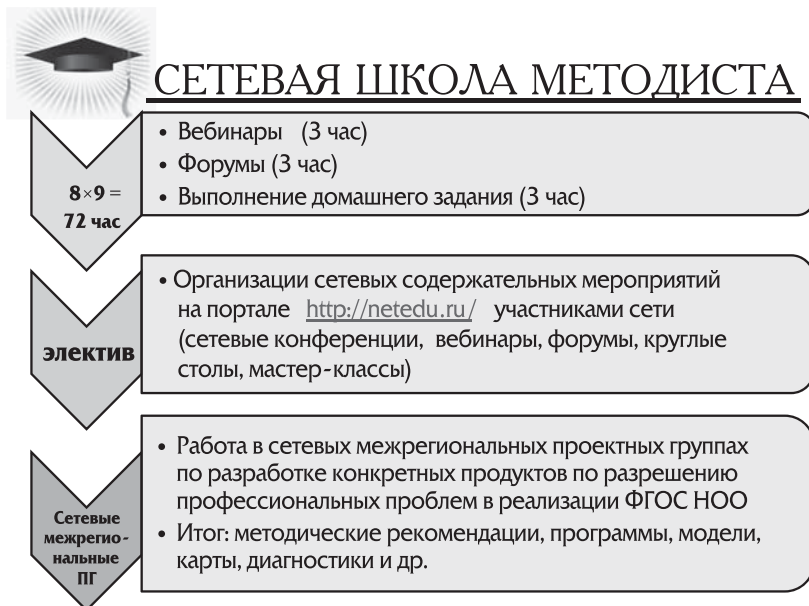 СЕТЕВАЯ ШКОЛА МЕТОДИСТА
8×9 =
72 час
• Вебинары (3 час)
• Форумы (3 час)
• Выполнение домашнего задания (3 час)
электив
• Организации сетевых содержательных мероприятий
на портале http://netedu.ru/ участниками сети
(сетевые конференции, вебинары, форумы, круглые
столы, мастер-классы)
Сетевые
межрегио-
нальные
ПГ
• Работа в сетевых межрегиональных проектных группах
по разработке конкретных продуктов по разрешению
профессиональных проблем в реализации ФГОС НОО
• Итог: методические рекомендации, программы, модели,
карты, диагностики и др.